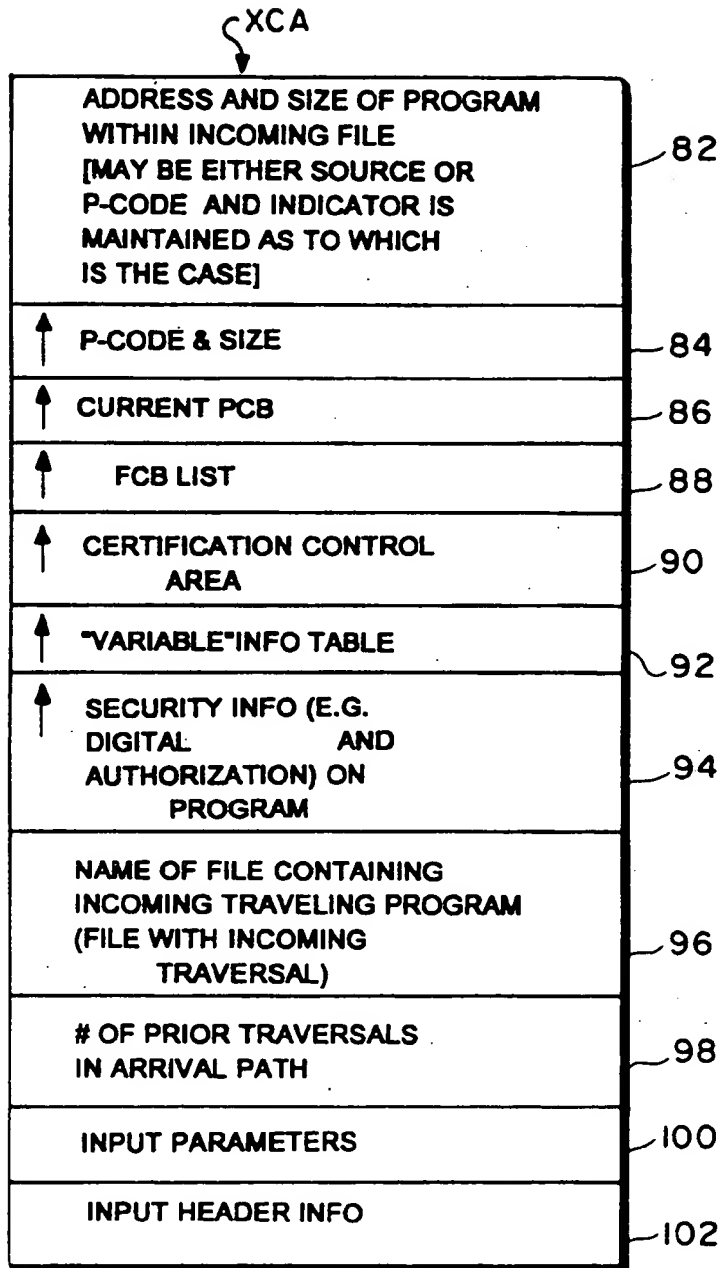 XCA
ADDRESS AND SIZE OF PROGRAM
WITHIN INCOMING FILE
[MAY BE EITHER SOURCE OR
P-CODE AND INDICATOR IS
MAINTAINED AS TO WHICH
IS THE CASE]
82
P-CODE & SIZE
84
CURRENT PCB
86
FCB LIST
88
CERTIFICATION CONTROL
AREA
90
"VARIABLE"INFO TABLE
92
SECURITY INFO (E.G.
DIGITAL AND
AUTHORIZATION) ON
PROGRAM
94
NAME OF FILE CONTAINING
INCOMING TRAVELING PROGRAM
(FILE WITH INCOMING
TRAVERSAL)
96
# OF PRIOR TRAVERSALS
IN ARRIVAL PATH
98
INPUT PARAMETERS
100
INPUT HEADER INFO
102